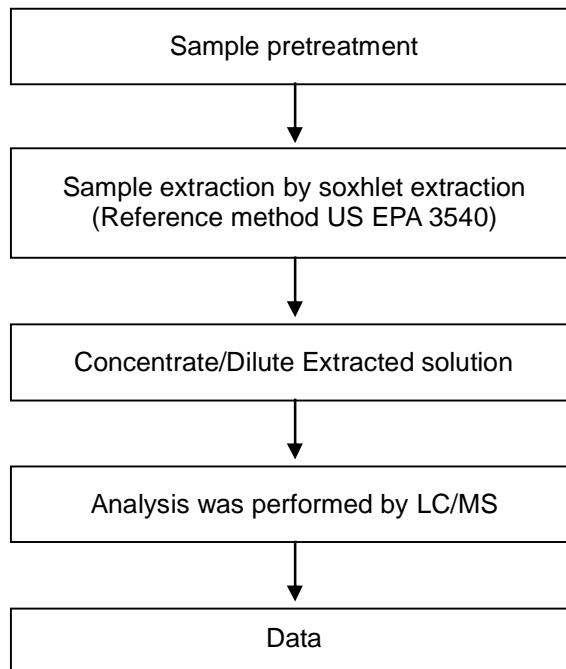 Sample pretreatment
Sample extraction by soxhlet extraction
(Reference method US EPA 3540)
Concentrate/Dilute Extracted solution
Analysis was performed by LC/MS
Data